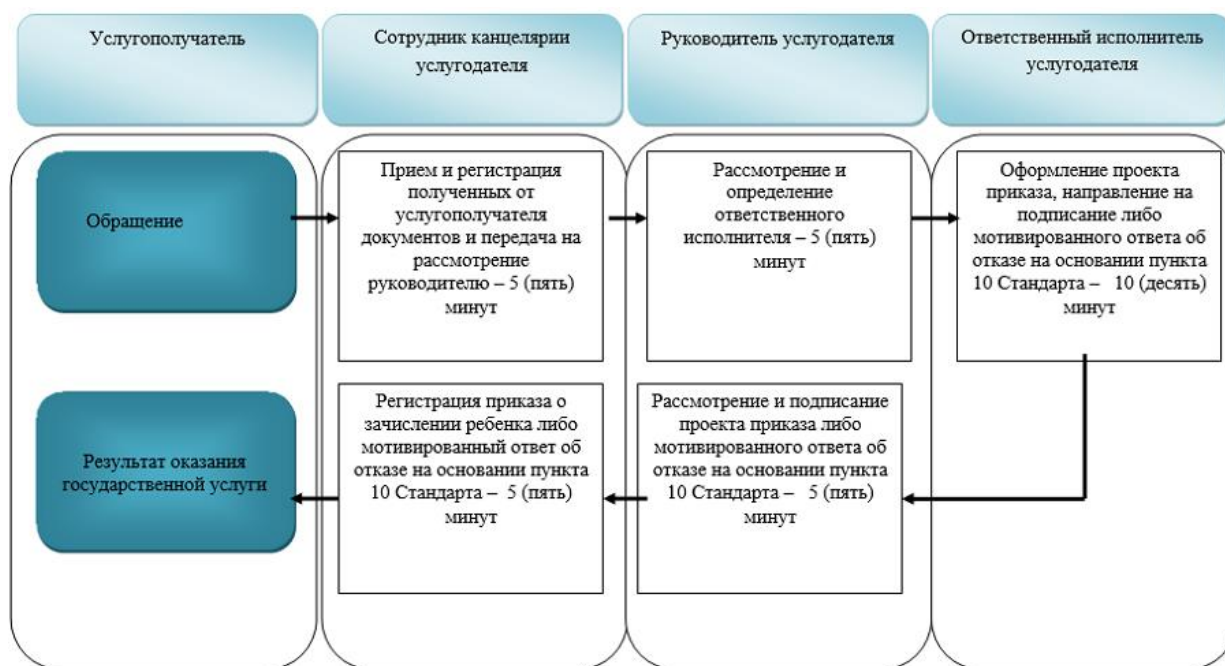 Услугополучатель
Сотрудник канцелярии
услугодателя
Руководитель услугодателя
Ответственный исполнитель
услугодателя
Обращение
Прием и регистрация
полученных от
услугополучателя
документов и передача на
рассмотрение
руководителю – 5 (пять)
минут
Рассмотрение и
определение
ответственного
исполнителя – 5 (пять)
минут
Оформление проекта
приказа, направление на
подписание либо
мотивированного ответа об
отказе на основании пункта
10 Стандарта – 10 (десять)
минут
Результат оказания
государственной услуги
Регистрация приказа о
зачислении ребенка либо
мотивированный ответ об
отказе на основании пункта
10 Стандарта – 5 (пять)
минут
Рассмотрение и подписание
проекта приказа либо
мотивированного ответа об
отказе на основании пункта
10 Стандарта – 5 (пять)
минут